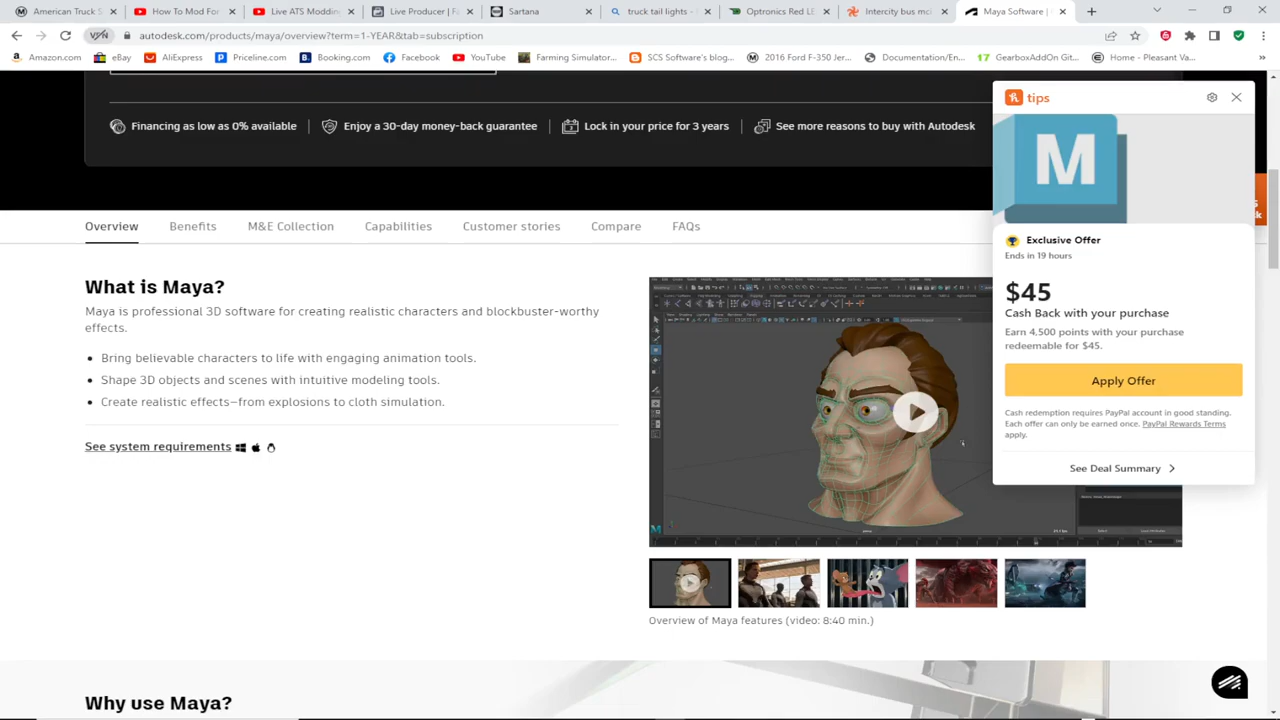 American Truck S
How To Mod For
Live ATS Modding
Live Producer | Fa
Sartana
truck tail lights -
Optronics Red LE
Intercity bus mci
Maya Software |
VPN
autodesk.com/products/maya/overview?term=1-YEAR&tab=subscription
Amazon.com
eBay
AliExpress
Priceline.com
Booking.com
Facebook
YouTube
Farming Simulator...
SCS Software's blog...
2016 Ford F-350 Jer...
Documentation/En...
GearboxAddOn Git...
Home - Pleasant Va...
Financing as low as 0% available
Enjoy a 30-day money-back guarantee
Lock in your price for 3 years
See more reasons to buy with Autodesk
tips
M
Overview
Benefits
M&E Collection
Capabilities
Customer stories
Compare
FAQs
Exclusive Offer
Ends in 19 hours
$45
Cash Back with your purchase
Earn 4,500 points with your purchase
redeemable for $45.
Apply Offer
Cash redemption requires PayPal account in good standing.
Each offer can only be earned once. PayPal Rewards Terms
apply.
See Deal Summary
What is Maya?
Maya is professional 3D software for creating realistic characters and blockbuster-worthy
effects.
Bring believable characters to life with engaging animation tools.
Shape 3D objects and scenes with intuitive modeling tools.
Create realistic effects—from explosions to cloth simulation.
See system requirements
Overview of Maya features (video: 8:40 min.)
Why use Maya?